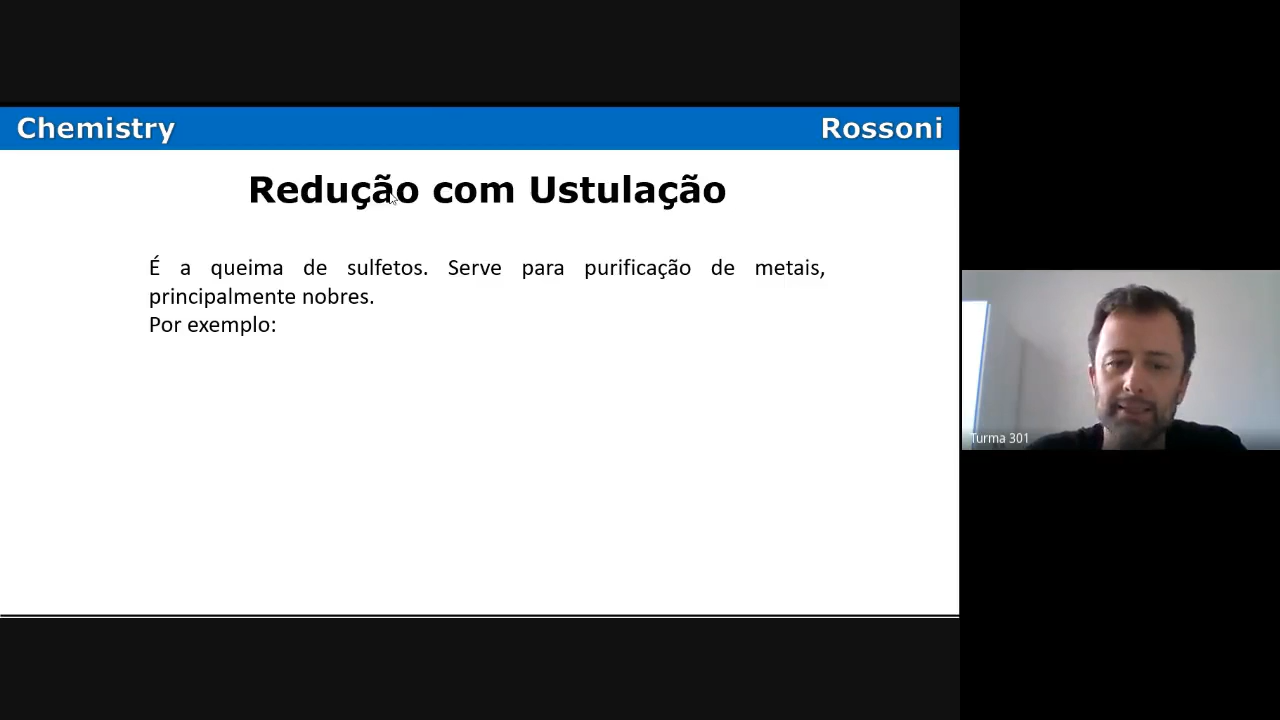 Chemistry
Rossoni
Redução com Ustulação
É a queima de sulfetos. Serve para purificação de metais,
principalmente nobres.
Por exemplo:
Turma 301